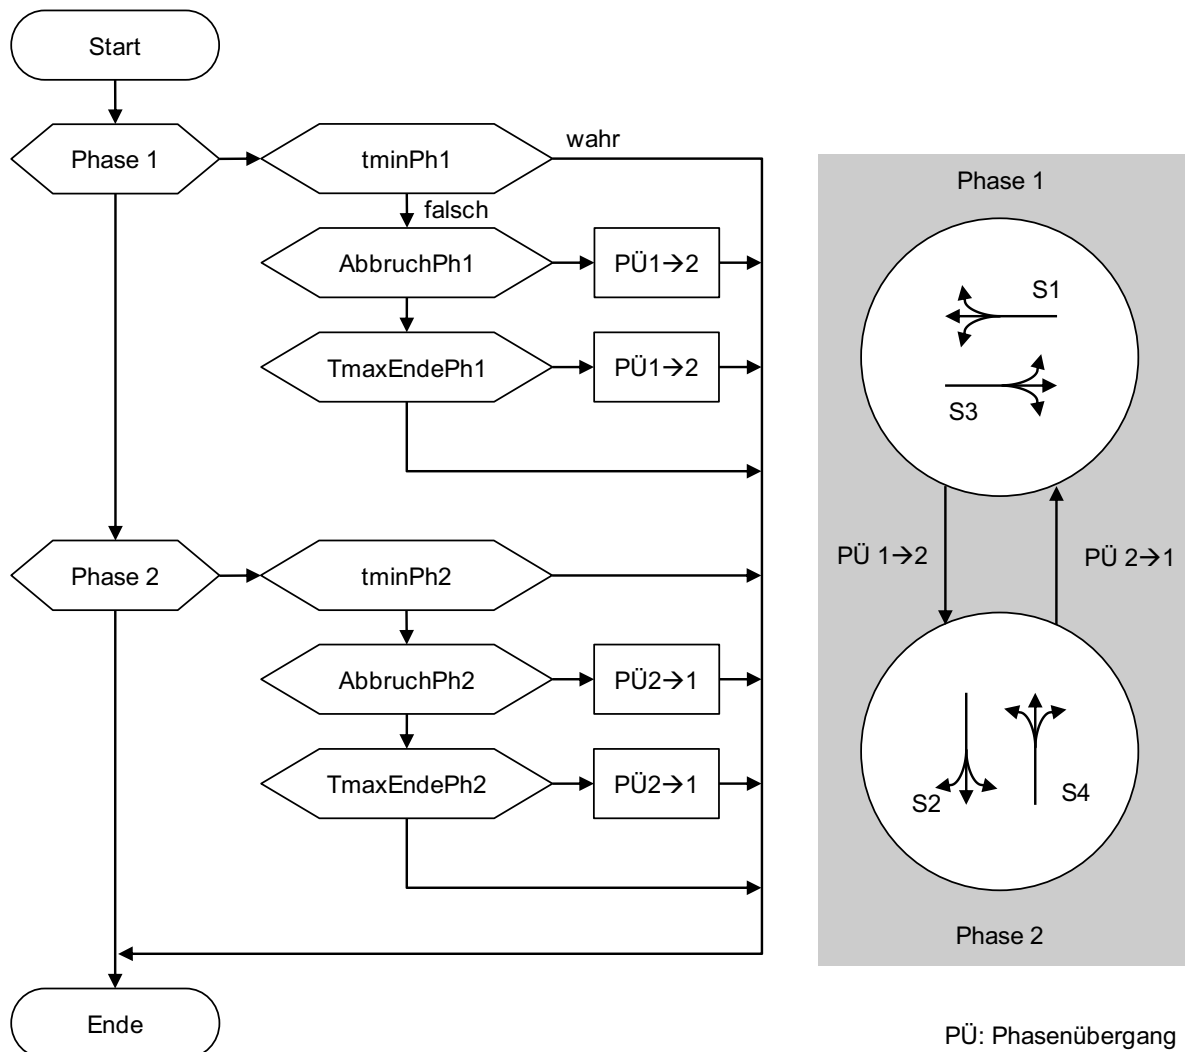 Start
Phase 1
tminPh1
wahr
falsch
AbbruchPh1
PÜ1→2
TmaxEndePh1
PÜ1→2
Phase 2
tminPh2
AbbruchPh2
PÜ2→1
TmaxEndePh2
PÜ2→1
Ende
Phase 1
S1
S3
PÜ 1→2
PÜ 2→1
S2
S4
Phase 2
PÜ: Phasenübergang